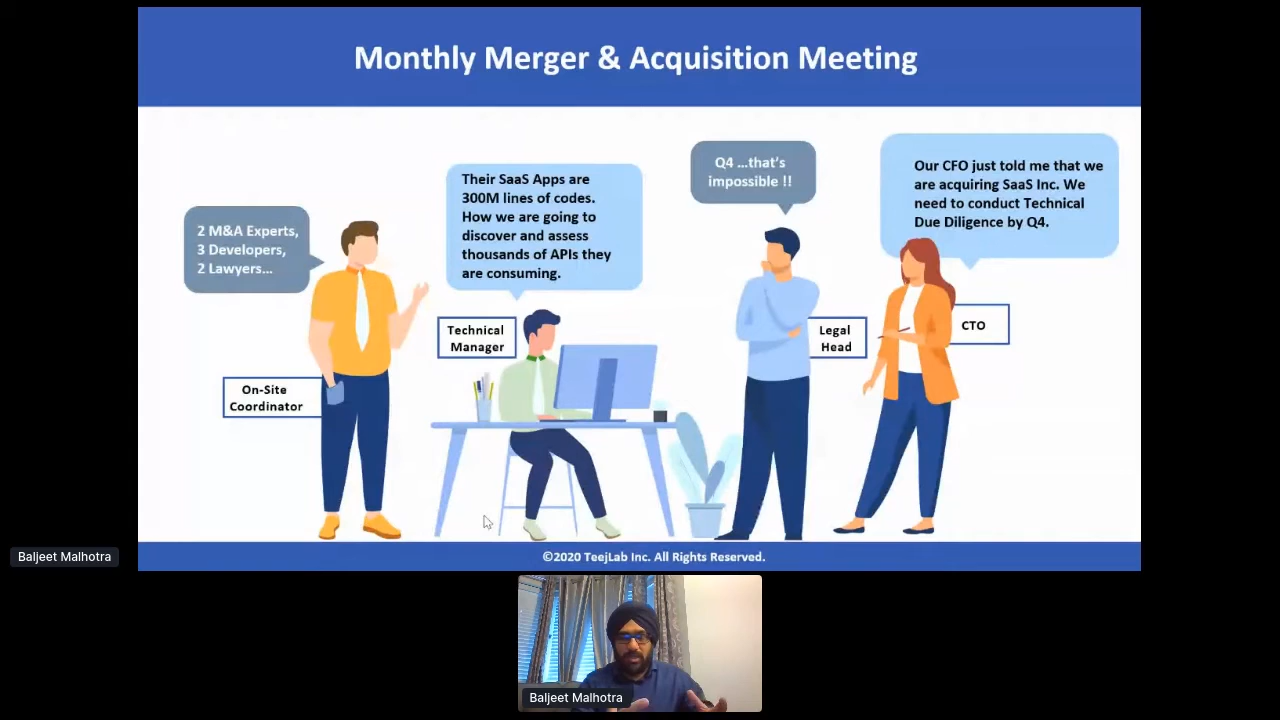 Monthly Merger & Acquisition Meeting
2 M&A Experts,
3 Developers,
2 Lawyers...
Their SaaS Apps are
300M lines of codes.
How we are going to
discover and assess
thousands of APIs they
are consuming.
Q4 ...that's
impossible !!
Our CFO just told me that we
are acquiring SaaS Inc. We
need to conduct Technical
Due Diligence by Q4.
On-Site
Coordinator
Technical
Manager
Legal
Head
CTO
©2020 TeejLab Inc. All Rights Reserved.
Baljeet Malhotra
Baljeet Malhotra